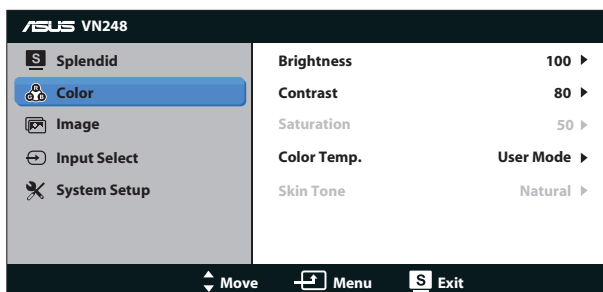 ASUS VN248
S Splendid
Color
Image
Input Select
System Setup
Brightness 100
Contrast 80
Saturation 50
Color Temp. User Mode
Skin Tone Natural
Move Menu S Exit